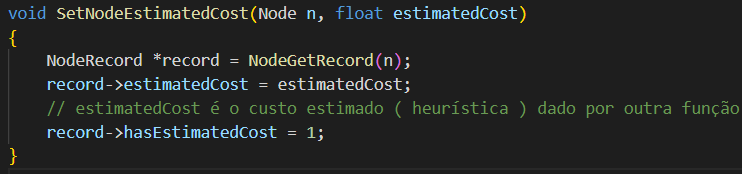 void SetNodeEstimatedCost(Node n, float estimatedCost)
{
    NodeRecord *record = NodeGetRecord(n);
    record->estimatedCost = estimatedCost;
    // estimatedCost é o custo estimado ( heurística ) dado por outra função
    record->hasEstimatedCost = 1;
}